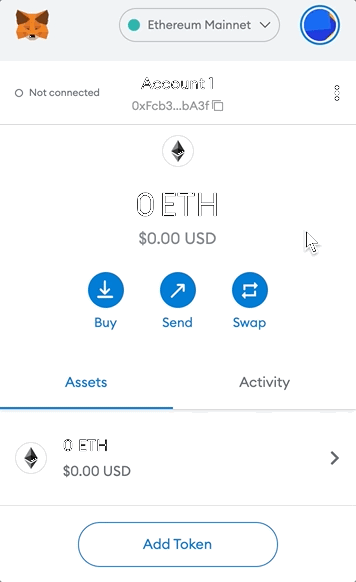 Ethereum Mainnet
Not connected
Account 1
0xFcb3...bA3f
0 ETH
$0.00 USD
Buy Send Swap
Assets Activity
0 ETH
$0.00 USD
Add Token